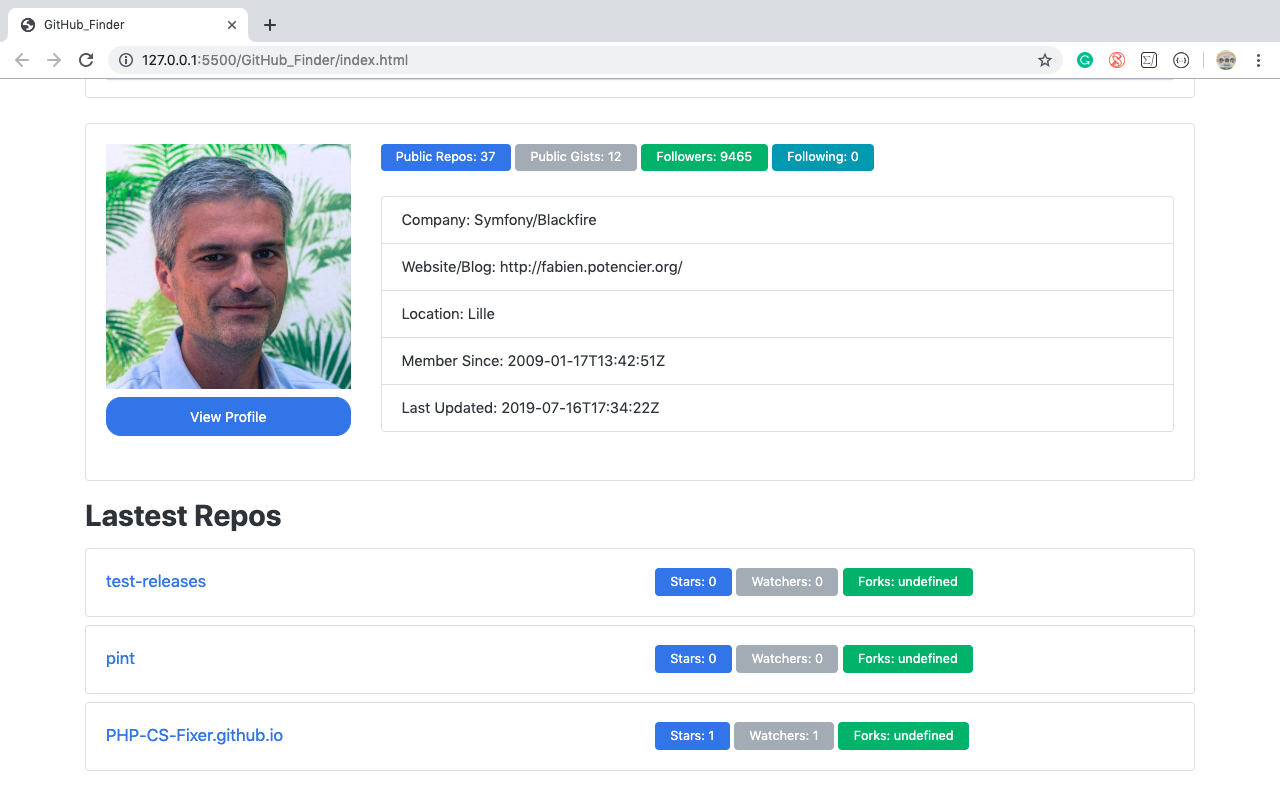 GitHub_Finder
127.0.0.1:5500/GitHub_Finder/index.html
Public Repos: 37 Public Gists: 12 Followers: 9465 Following: 0
Company: Symfony/Blackfire
Website/Blog: http://fabien.potencier.org/
Location: Lille
Member Since: 2009-01-17T13:42:51Z
Last Updated: 2019-07-16T17:34:22Z
View Profile
Lastest Repos
test-releases Stars: 0 Watchers: 0 Forks: undefined
pint Stars: 0 Watchers: 0 Forks: undefined
PHP-CS-Fixer.github.io Stars: 1 Watchers: 1 Forks: undefined